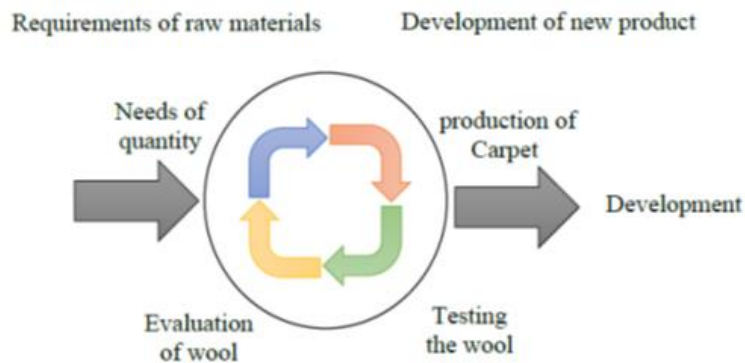 Requirements of raw materials
Development of new product
Needs of
quantity
production of
Carpet
Development
Evaluation
of wool
Testing
the wool